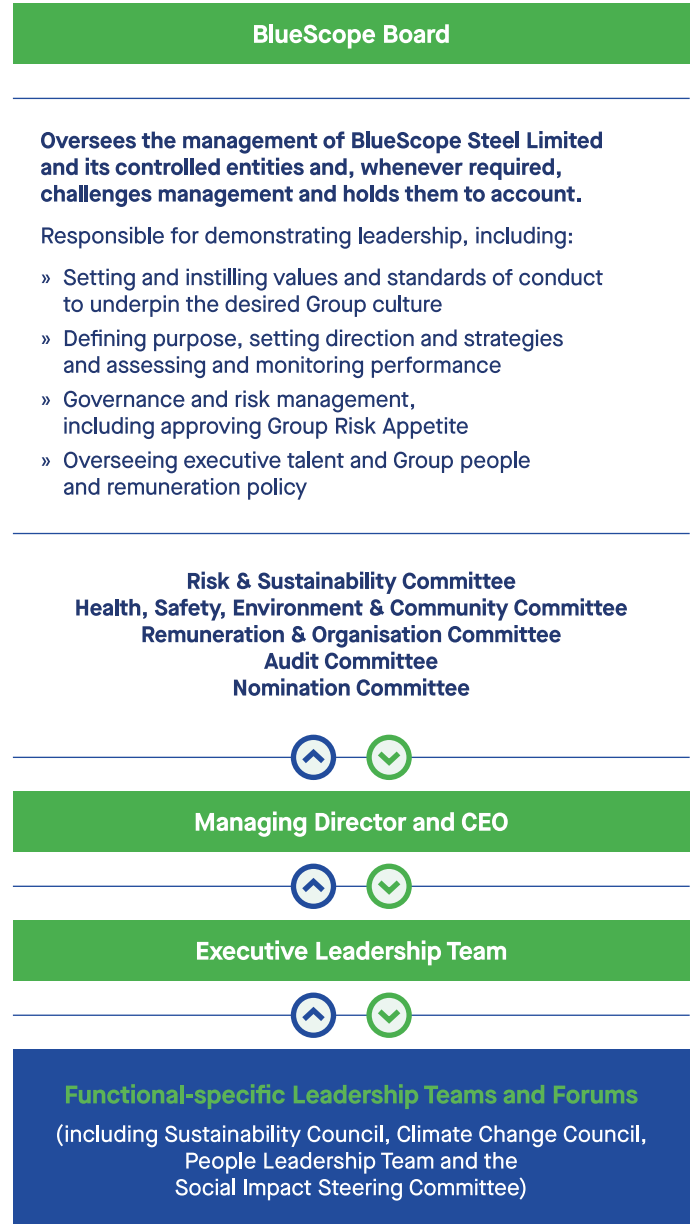 BlueScope Board
Oversees the management of BlueScope Steel Limited
and its controlled entities and, whenever required,
challenges management and holds them to account.
Responsible for demonstrating leadership, including:
» Setting and instilling values and standards of conduct
to underpin the desired Group culture
» Defining purpose, setting direction and strategies
and assessing and monitoring performance
» Governance and risk management,
including approving Group Risk Appetite
» Overseeing executive talent and Group people
and remuneration policy
Risk & Sustainability Committee
Health, Safety, Environment & Community Committee
Remuneration & Organisation Committee
Audit Committee
Nomination Committee
Managing Director and CEO
Executive Leadership Team
Functional-specific Leadership Teams and Forums
(including Sustainability Council, Climate Change Council,
People Leadership Team and the
Social Impact Steering Committee)